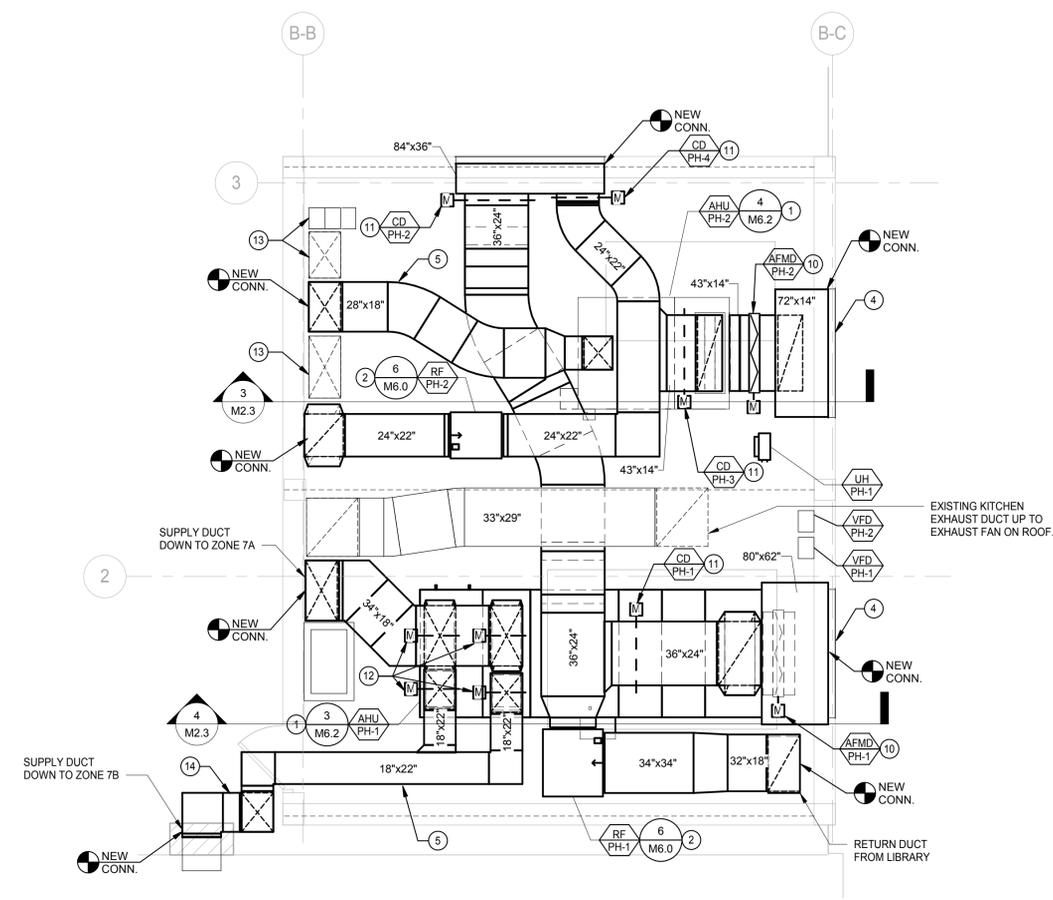 B-B
B-C
NEW
CONN.
84"x36"
CD
PH-4
11
3
M
M
AHU
PH-2
4
M6.2
1
11
CD
PH-2
36"x24"
13
NEW
CONN.
5
24"x22"
AFMD
PH-2
10
NEW
CONN.
43"x14"
28"x18"
72"x14"
4
13
2
6
M6.0
RF
PH-2
3
M2.3
M
M
24"x22"
24"x22"
NEW
CONN.
43"x14"
CD
PH-3
11
UH
PH-1
33"x29"
EXISTING KITCHEN
EXHAUST DUCT UP TO
EXHAUST FAN ON ROOF.
VFD
PH-2
SUPPLY DUCT
DOWN TO ZONE 7A
VFD
PH-1
80"x62"
CD
PH-1
11
2
34"x18"
M
4
NEW
CONN.
M
M
36"x24"
36"x24"
NEW
CONN.
12
M
M
M
4
M2.3
1
3
M6.2
AHU
PH-1
18"x22"
18"x22"
AFMD
PH-1
10
SUPPLY DUCT
DOWN TO ZONE 7B
14
18"x22"
34"x34"
32"x18"
NEW
CONN.
5
RF
PH-1
6
M6.0
2
RETURN DUCT
FROM LIBRARY
NEW
CONN.